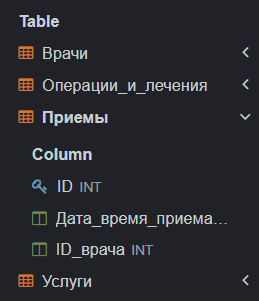 Table
Врачи
Операции_и_лечения
Приемы
Column
ID INT
Дата_время_приема...
ID_врача INT
Услуги